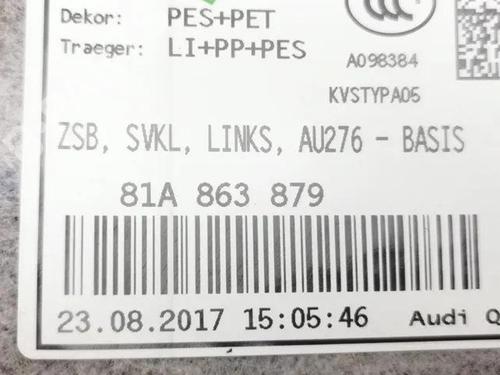 Dekor: PES+PET
Traeger: LI+PP+PES
A098384
KVSTYPA05
ZSB, SVKL, LINKS, AU276 - BASIS
81A 863 879
23.08.2017 15:05:46 Audi Q